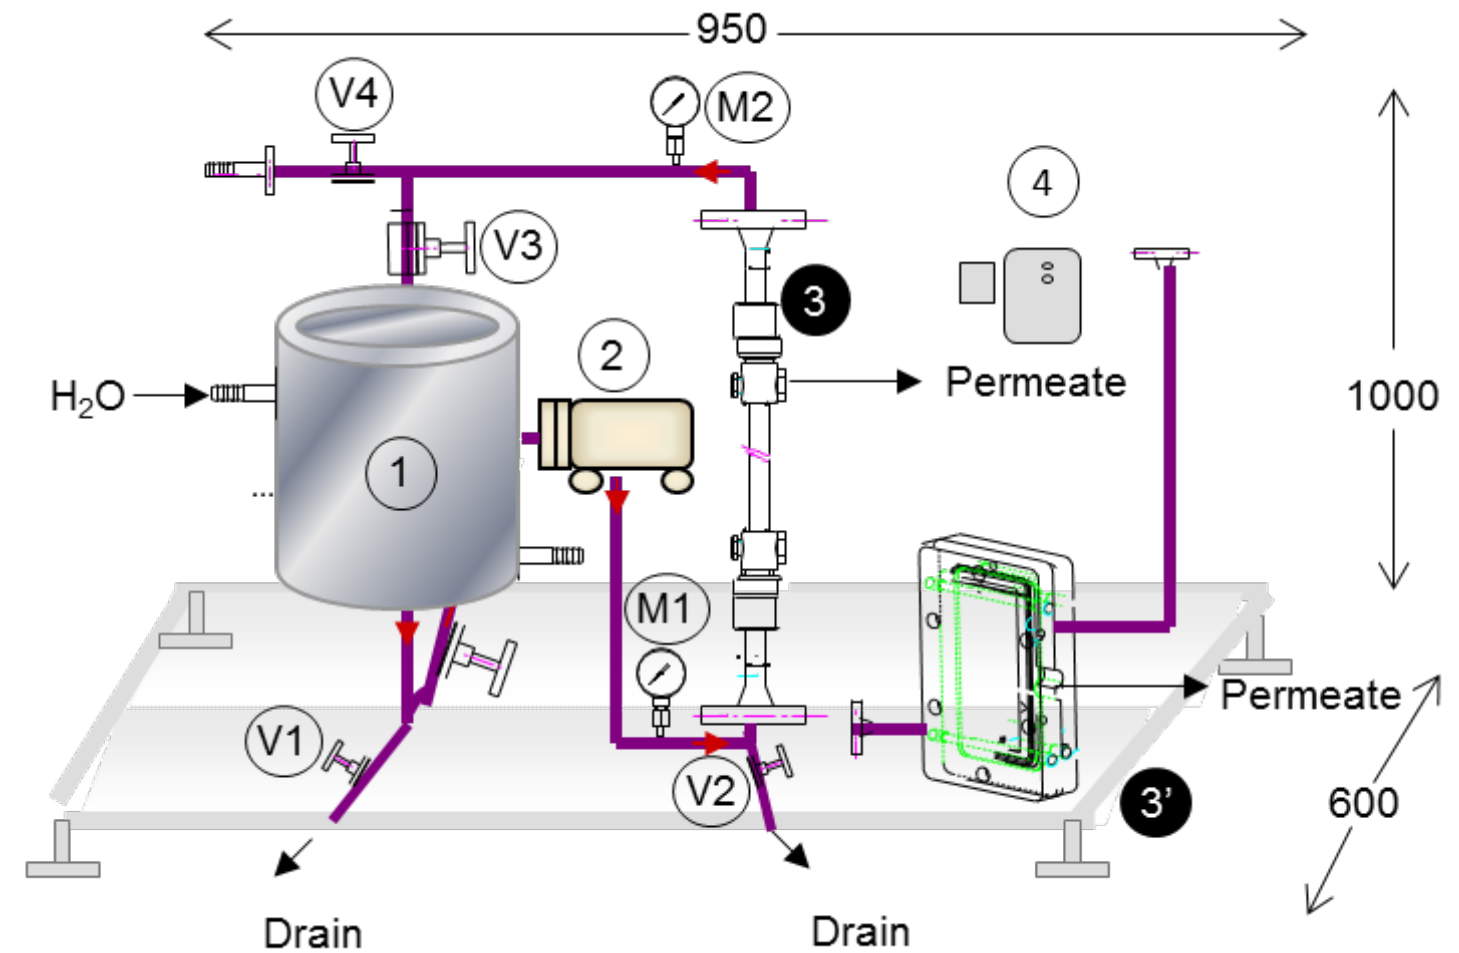 950
V4
M2
4
V3
3
2
Permeate
H₂O
1000
1
...
M1
Permeate
V1
V2
3’
600
Drain
Drain